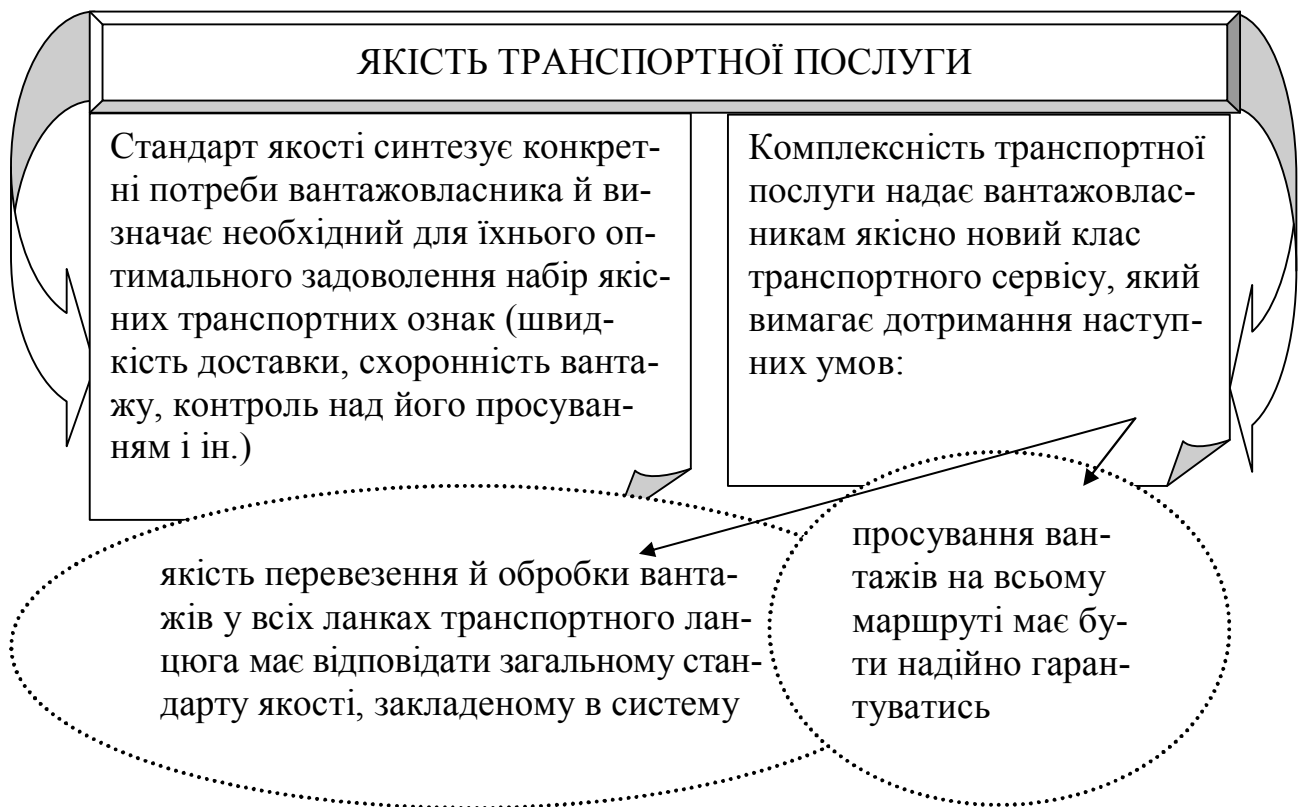 ЯКІСТЬ ТРАНСПОРТНОЇ ПОСЛУГИ
Стандарт якості синтезує конкрет-
ні потреби вантажовласника й ви-
значає необхідний для їхнього оп-
тимального задоволення набір якіс-
них транспортних ознак (швид-
кість доставки, схоронність ванта-
жу, контроль над його просуван-
ням і ін.)
Комплексність транспортної
послуги надає вантажовлас-
никам якісно новий клас
транспортного сервісу, який
вимагає дотримання наступ-
них умов:
якість перевезення й обробки ванта-
жів у всіх ланках транспортного лан-
цюга має відповідати загальному стан-
дарту якості, закладеному в систему
просування ван-
тажів на всьому
маршруті має бу-
ти надійно гаран-
туватись